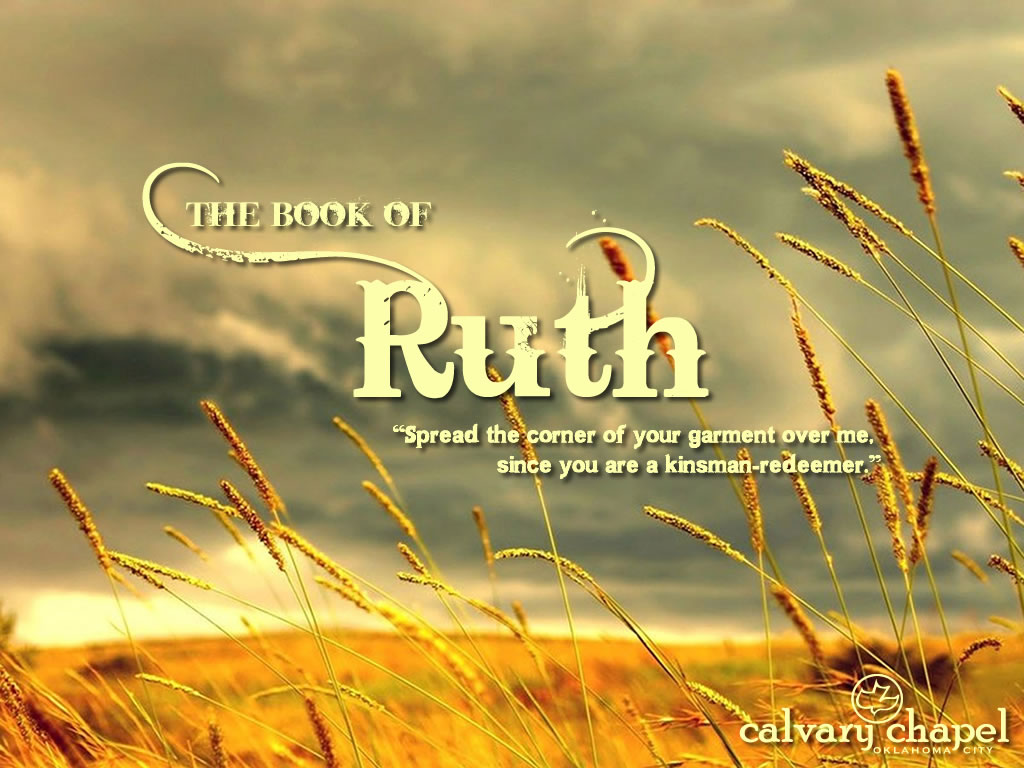 THE BOOK OF
Ruth
“Spread the corner of your garment over me,
since you are a kinsman-redeemer.”
calvary chapel
OKLAHOMA CITY